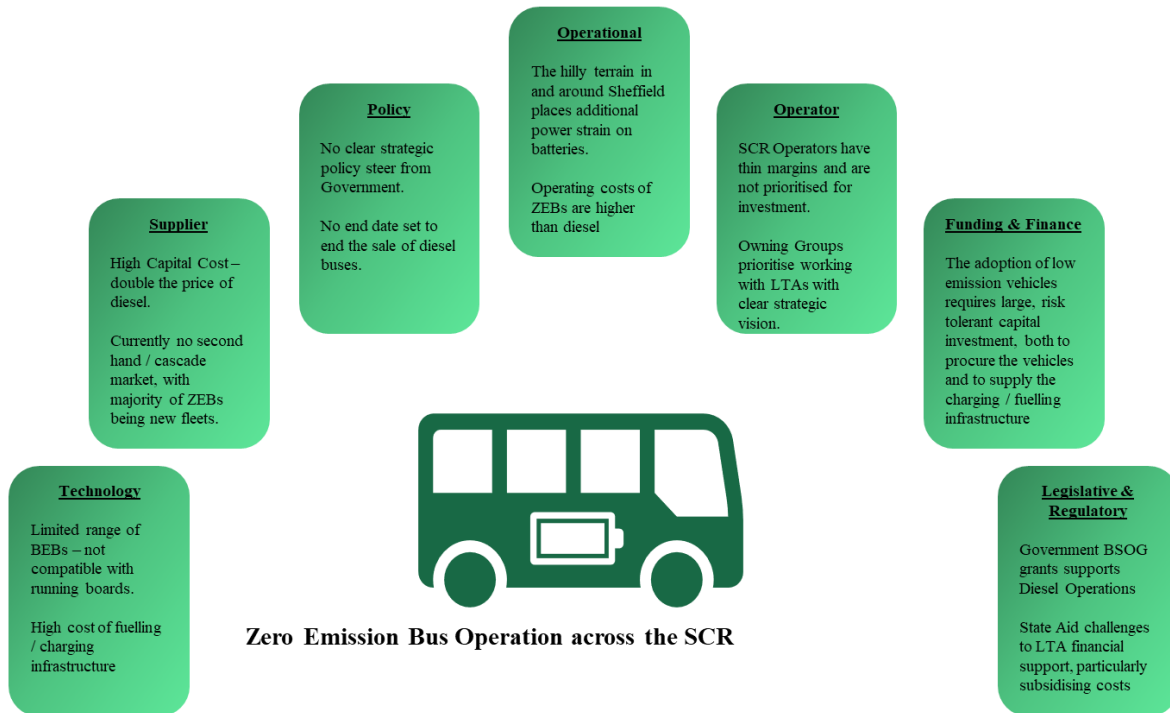 Technology
Limited range of
BEBs – not
compatible with
running boards.
High cost of fuelling
/ charging
infrastructure
Supplier
High Capital Cost –
double the price of
diesel.
Currently no second
hand / cascade
market, with
majority of ZEBs
being new fleets.
Policy
No clear strategic
policy steer from
Government.
No end date set to
end the sale of diesel
buses.
Operational
The hilly terrain in
and around Sheffield
places additional
power strain on
batteries.
Operating costs of
ZEBs are higher
than diesel
Operator
SCR Operators have
thin margins and are
not prioritised for
investment.
Owning Groups
prioritise working
with LTAs with
clear strategic
vision.
Funding & Finance
The adoption of low
emission vehicles
requires large, risk
tolerant capital
investment, both to
procure the vehicles
and to supply the
charging / fuelling
infrastructure
Legislative &
Regulatory
Government BSOG
grants supports
Diesel Operations
State Aid challenges
to LTA financial
support, particularly
subsidising costs
Zero Emission Bus Operation across the SCR